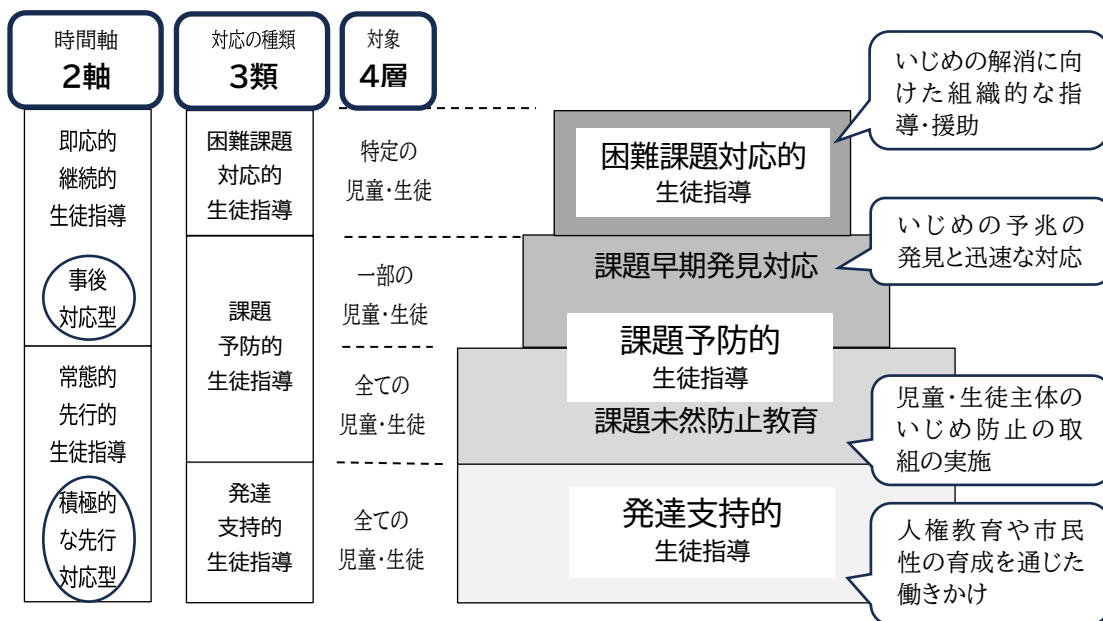 時間軸
2軸
対応の種類
3類
対象
4層
即応的
継続的
生徒指導
事後
対応型
常態的
先行的
生徒指導
積極的
な先行
対応型
困難課題
対応的
生徒指導
課題
予防的
生徒指導
発達
支持的
生徒指導
特定の
児童・生徒
一部の
児童・生徒
全ての
児童・生徒
全ての
児童・生徒
困難課題対応的
生徒指導
課題早期発見対応
課題予防的
生徒指導
課題未然防止教育
発達支持的
生徒指導
いじめの解消に向
けた組織的な指
導・援助
いじめの予兆の
発見と迅速な対応
児童・生徒主体の
いじめ防止の取
組の実施
人権教育や市民
性の育成を通じた
働きかけ